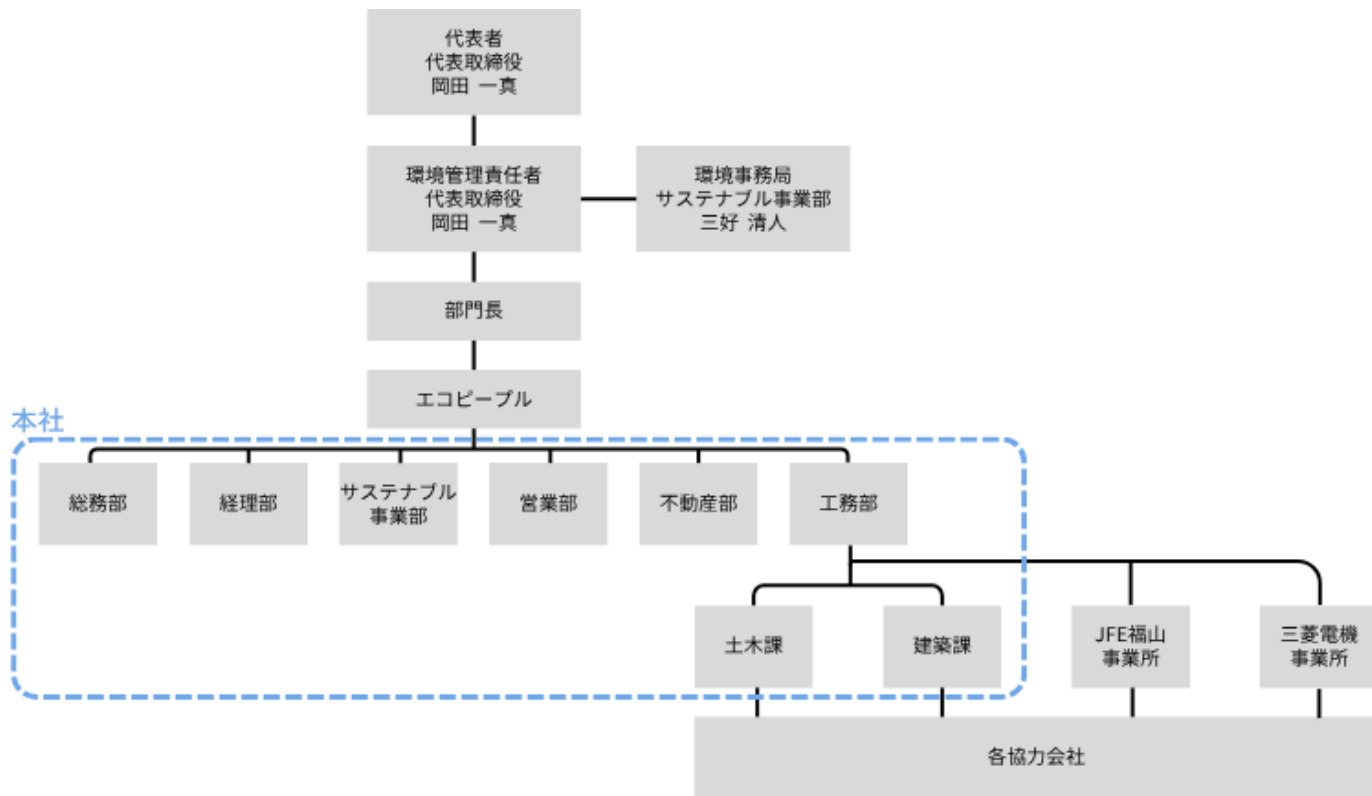 代表者
代表取締役
岡田 一真
環境管理責任者
代表取締役
岡田 一真
環境事務局
サステナブル事業部
三好 清人
部門長
エコピープル
本社
総務部
経理部
サステナブル
事業部
営業部
不動産部
工務部
土木課
建築課
JFE福山
事業所
三菱電機
事業所
各協力会社